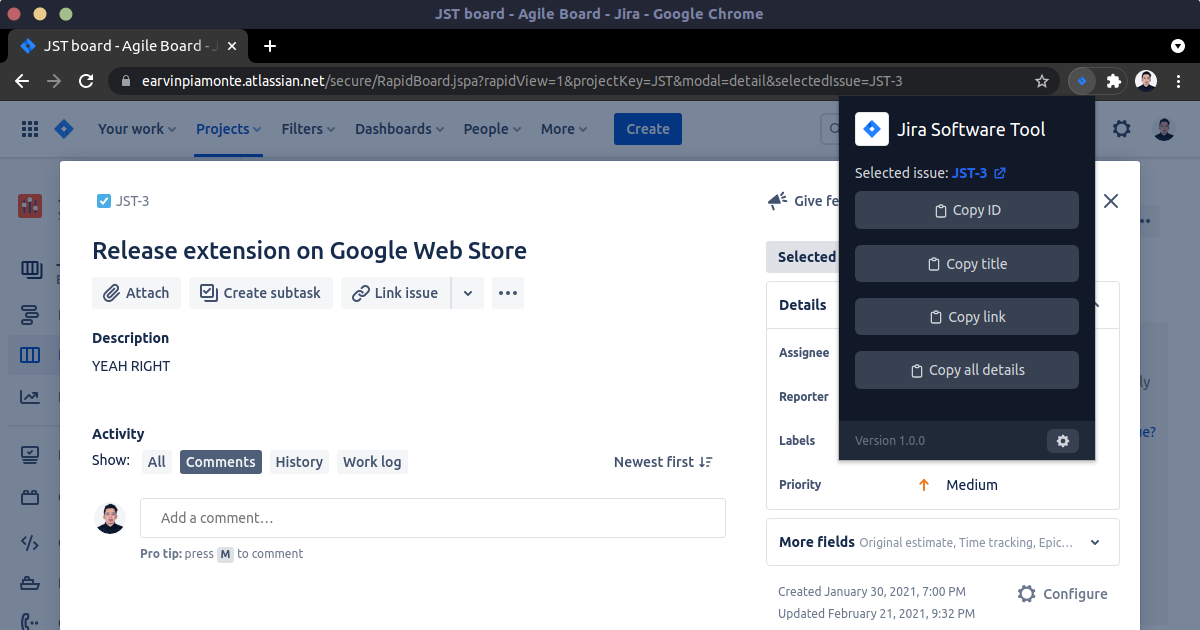 JST board - Agile Board - Jira - Google Chrome
JST board - Agile Board - J
earvinpiamonte.atlassian.net/secure/RapidBoard.jspa?rapidView=1&projectKey=JST&modal=detail&selectedIssue=JST-3
Your work Projects Filters Dashboards People More Create
Jira Software Tool
Selected issue: JST-3
Copy ID
Copy title
Copy link
Copy all details
Version 1.0.0
JST-3
Give fe
Release extension on Google Web Store
Attach Create subtask Link issue
Description
YEAH RIGHT
Activity
Show: All Comments History Work log Newest first
Add a comment…
Pro tip: press M to comment
Selected
Details
Assignee
Reporter
Labels
Priority Medium
More fields Original estimate, Time tracking, Epic…
Created January 30, 2021, 7:00 PM
Configure
Updated February 21, 2021, 9:32 PM